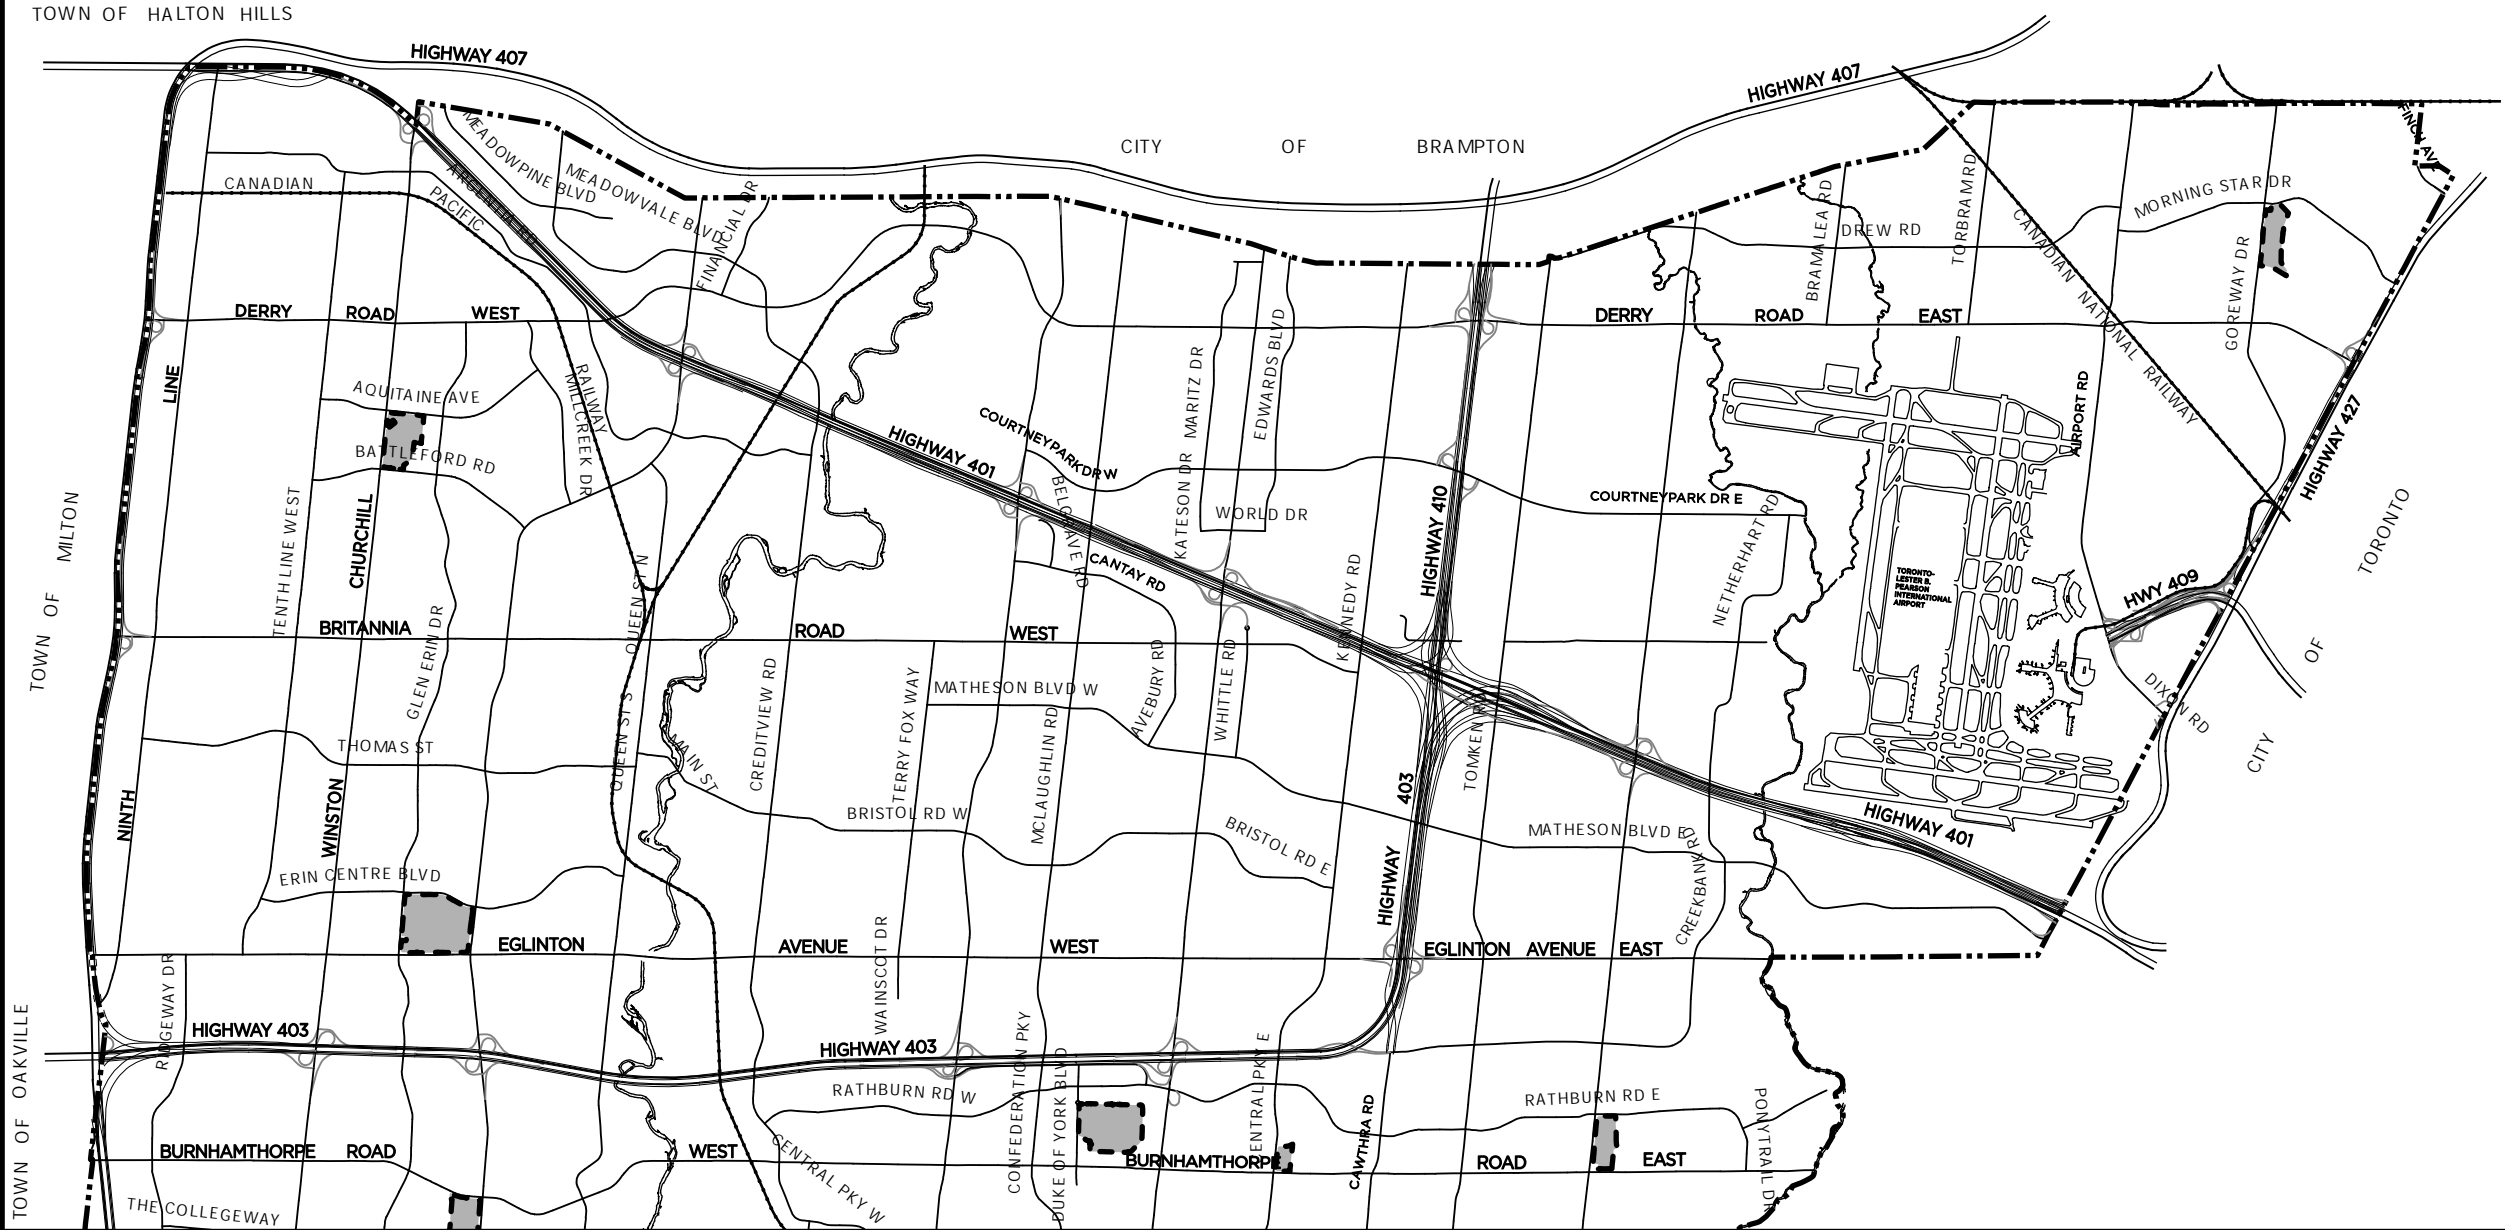 TOWN OF HALTON HILLS
HIGHWAY 407
HIGHWAY 407
CITY OF BRAMPTON
FINCH AVE
MEADOWPINE BLVD
MEADOWVALE BLVD
ARGENTIA RD
CANADIAN PACIFIC RAILWAY
FINANCIAL DR
MORNING STAR DR
DREW RD
BRAMALEA RD
TORBRAM RD
CANADIAN NATIONAL RAILWAY
GOREWAY DR
DERRY ROAD WEST
DERRY ROAD EAST
EDWARDS BLVD
MARITZ DR
KATESON DR
AQUITAINE AVE
MILLCREEK DR
BATTLEFORD RD
HIGHWAY 401
COURTNEYPARK DR W
COURTNEYPARK DR E
AIRPORT RD
HIGHWAY 427
BELGRAVE RD
WORLD DR
CANTAY RD
HIGHWAY 410
NETHERHART RD
TOWN OF MILTON
CITY OF TORONTO
TENTH LINE WEST
WINSTON CHURCHILL
NINTH LINE
GLEN ERIN DR
QUEEN ST N
QUEEN ST S
KENNEDY RD
TORONTO-
LESTER B.
PEARSON
INTERNATIONAL
AIRPORT
HWY 409
DIXON RD
BRITANNIA ROAD WEST
CREDITVIEW RD
TERRY FOX WAY
MATHESON BLVD W
AVEBURY RD
WHITTLE RD
MCLAUGHLIN RD
TOMKEN RD
THOMAS ST
MAIN ST
BRISTOL RD W
BRISTOL RD E
MATHESON BLVD E
HIGHWAY 401
HIGHWAY 403
CREEKBANK RD
ERIN CENTRE BLVD
EGLINTON AVENUE WEST
EGLINTON AVENUE EAST
WAINSCOT DR
RIDGEWAY DR
TOWN OF OAKVILLE
HIGHWAY 403
HIGHWAY 403
RATHBURN RD W
RATHBURN RD E
CONFEDERATION PKY
DUKE OF YORK BLVD
CENTRAL PKY E
CAWTHRA RD
PONYTRAIL DR
BURNHAMTHORPE ROAD WEST
BURNHAMTHORPE ROAD EAST
CENTRAL PKY W
THE COLLEGEWAY